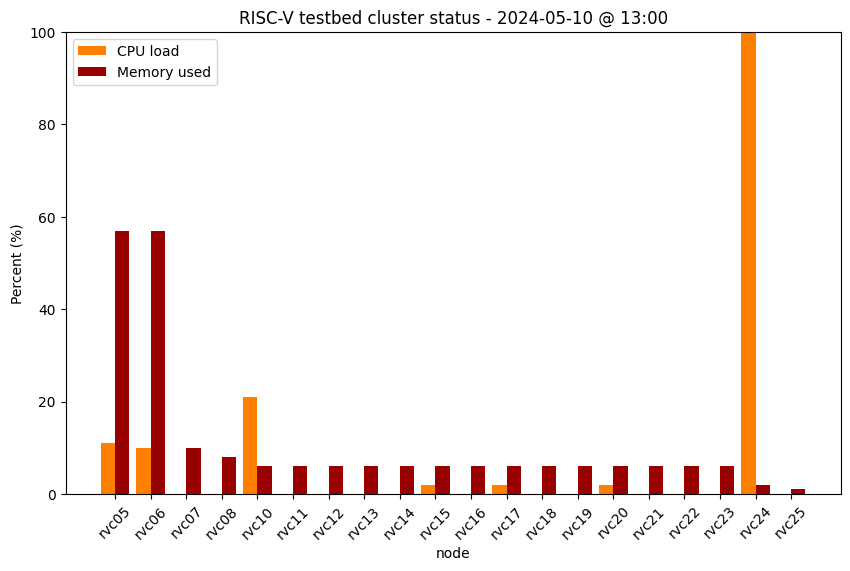 RISC-V testbed cluster status - 2024-05-10 @ 13:00
CPU load
Memory used
Percent (%)
100
80
60
40
20
0
rvc05
rvc06
rvc07
rvc08
rvc10
rvc11
rvc12
rvc13
rvc14
rvc15
rvc16
rvc17
rvc18
rvc19
rvc20
rvc21
rvc22
rvc23
rvc24
rvc25
node